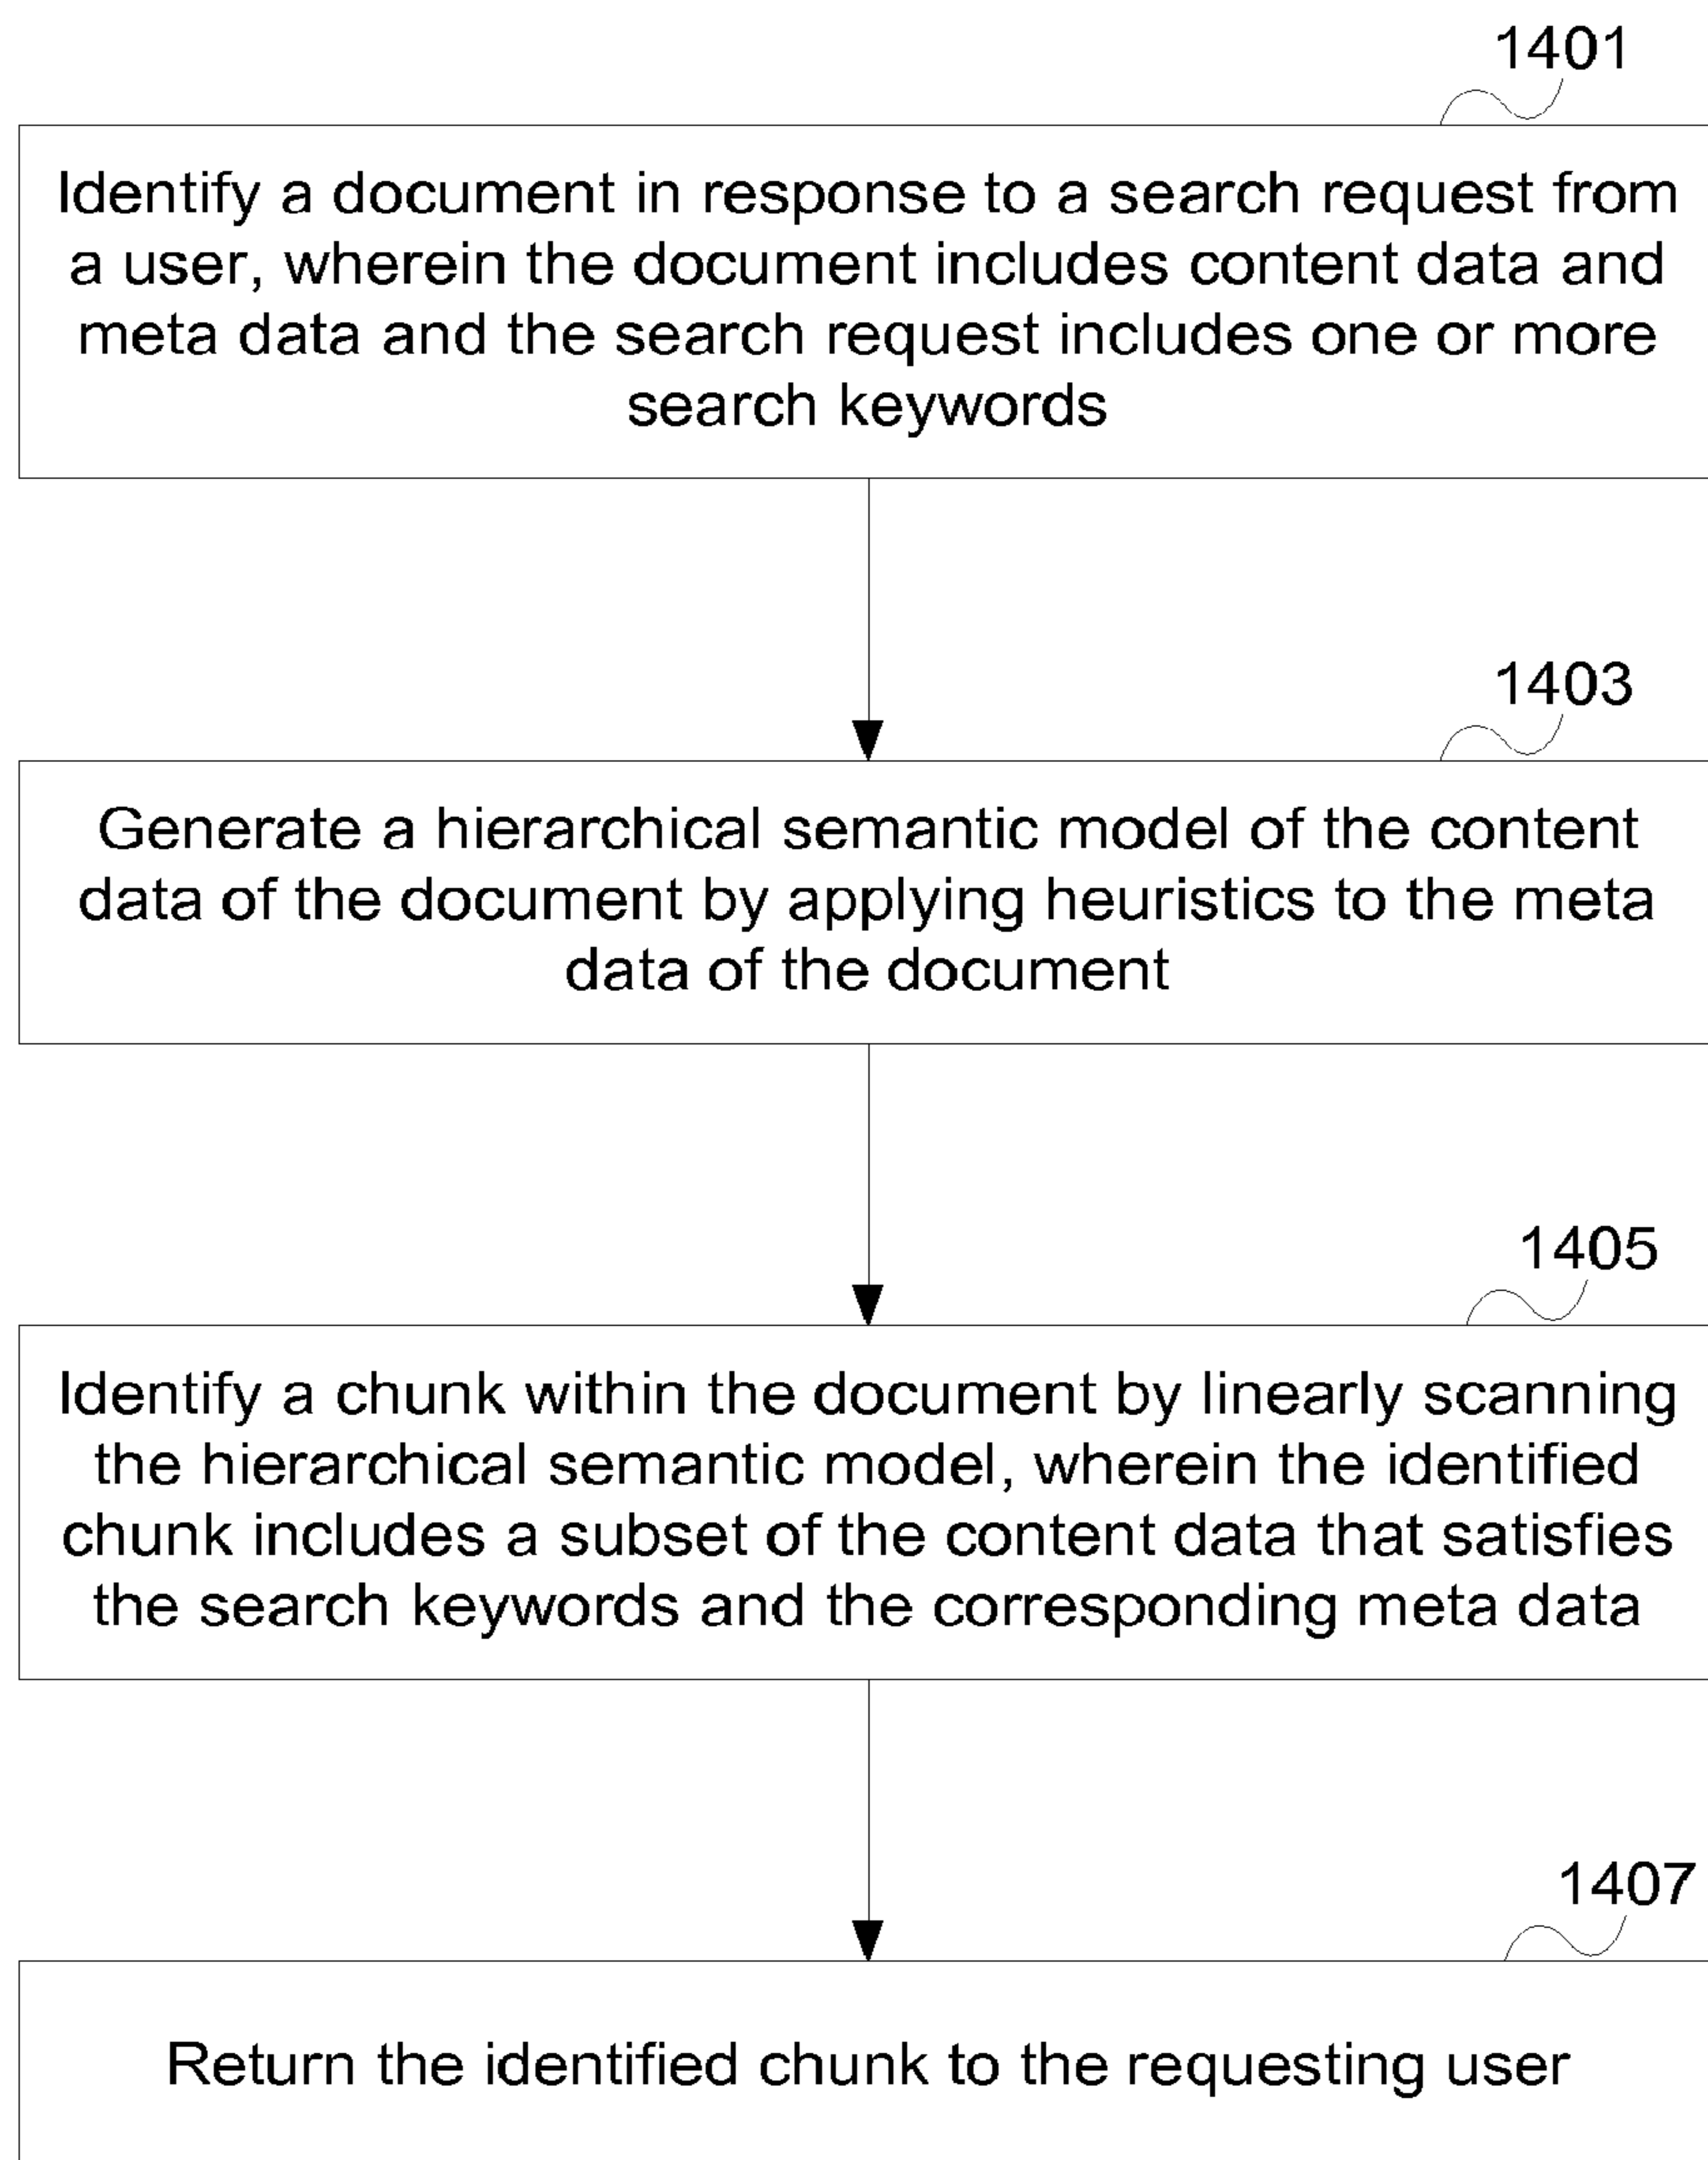 1401
Identify a document in response to a search request from
a user, wherein the document includes content data and
meta data and the search request includes one or more
search keywords
1403
Generate a hierarchical semantic model of the content
data of the document by applying heuristics to the meta
data of the document
1405
Identify a chunk within the document by linearly scanning
the hierarchical semantic model, wherein the identified
chunk includes a subset of the content data that satisfies
the search keywords and the corresponding meta data
1407
Return the identified chunk to the requesting user